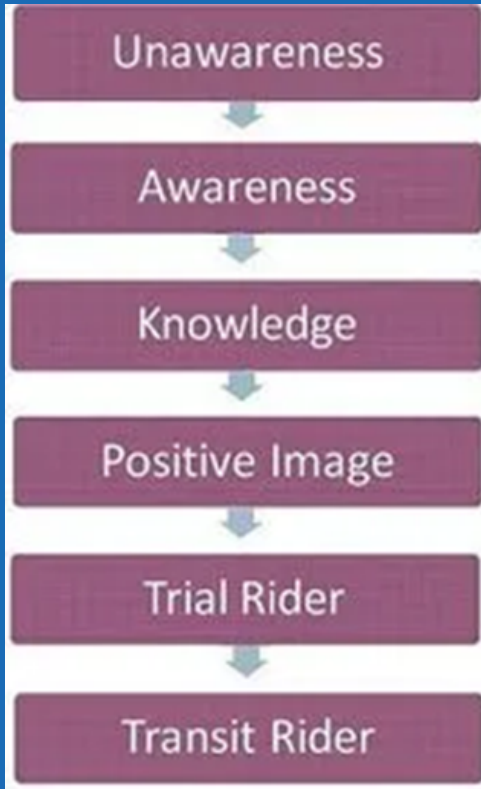 Unawareness
Awareness
Knowledge
Positive Image
Trial Rider
Transit Rider